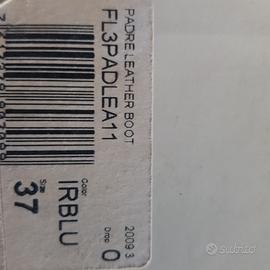 PADRE LEATHER BOOT
2009 3
FL3PADLEA11
Drop
0
Color
IRBLU
Size
37
Subito